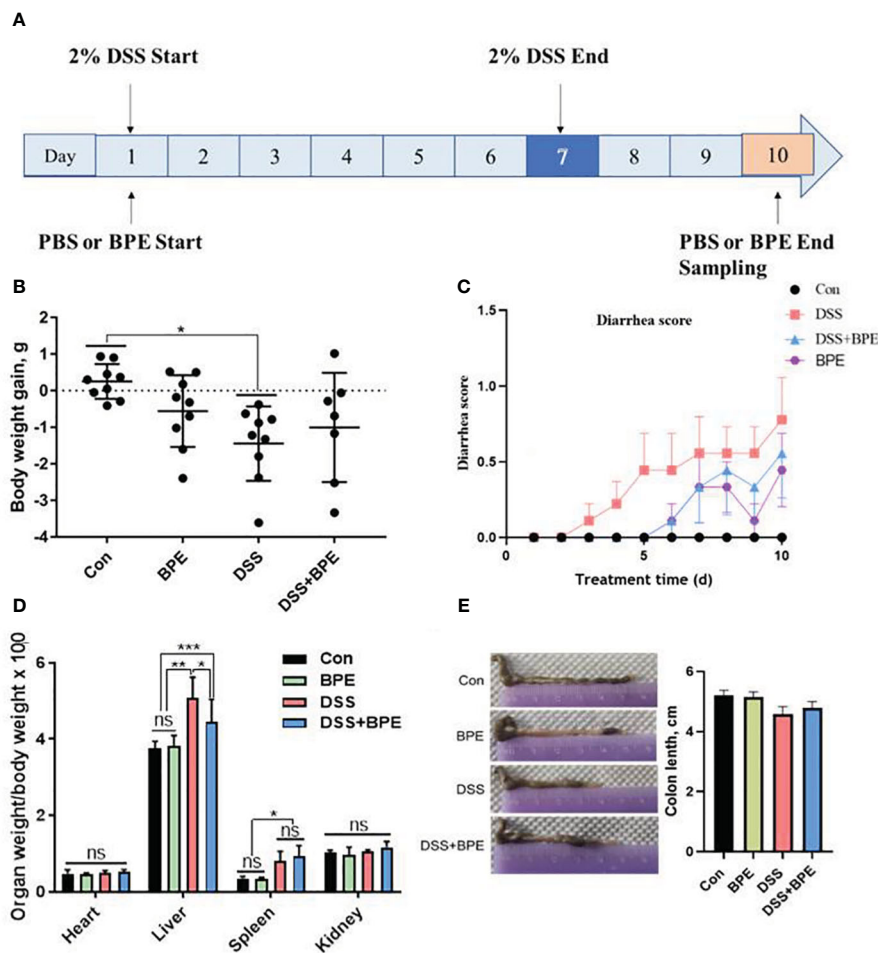 A
2% DSS Start
2% DSS End
Day 1 2 3 4 5 6 7 8 9 10
PBS or BPE Start
PBS or BPE End
Sampling
B
Body weight gain, g
2
1
0
-1
-2
-3
-4
*
Con BPE DSS DSS+BPE
C
Con
DSS
DSS+BPE
BPE
Diarrhea score
Diarrhea score
1.5
1.0
0.5
0.0
0 5 10
Treatment time (d)
D
Organ weight/body weight x 100
6
4
2
0
Con
BPE
DSS
DSS+BPE
***
** *
ns
*
ns ns
ns
ns
Heart Liver Spleen Kidney
E
Con
BPE
DSS
DSS+BPE
Colon lenth, cm
6
4
2
0
Con BPE DSS DSS+BPE